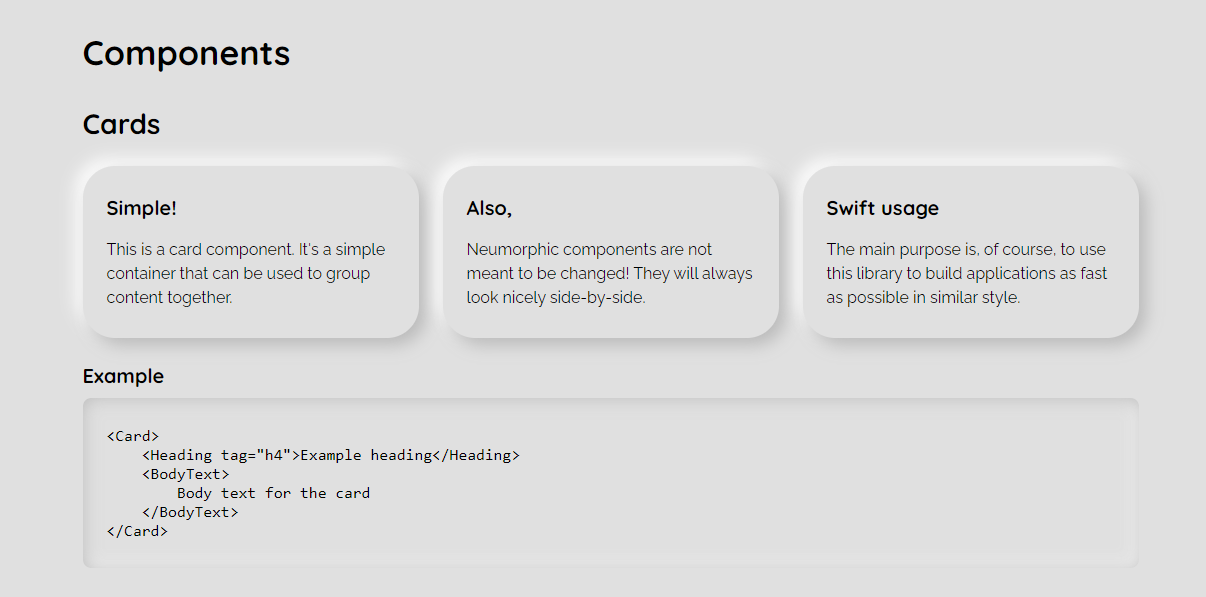 Components
Cards
Simple!
This is a card component. It's a simple
container that can be used to group
content together.
Also,
Neumorphic components are not
meant to be changed! They will always
look nicely side-by-side.
Swift usage
The main purpose is, of course, to use
this library to build applications as fast
as possible in similar style.
Example
<Card>
    <Heading tag="h4">Example heading</Heading>
    <BodyText>
        Body text for the card
    </BodyText>
</Card>